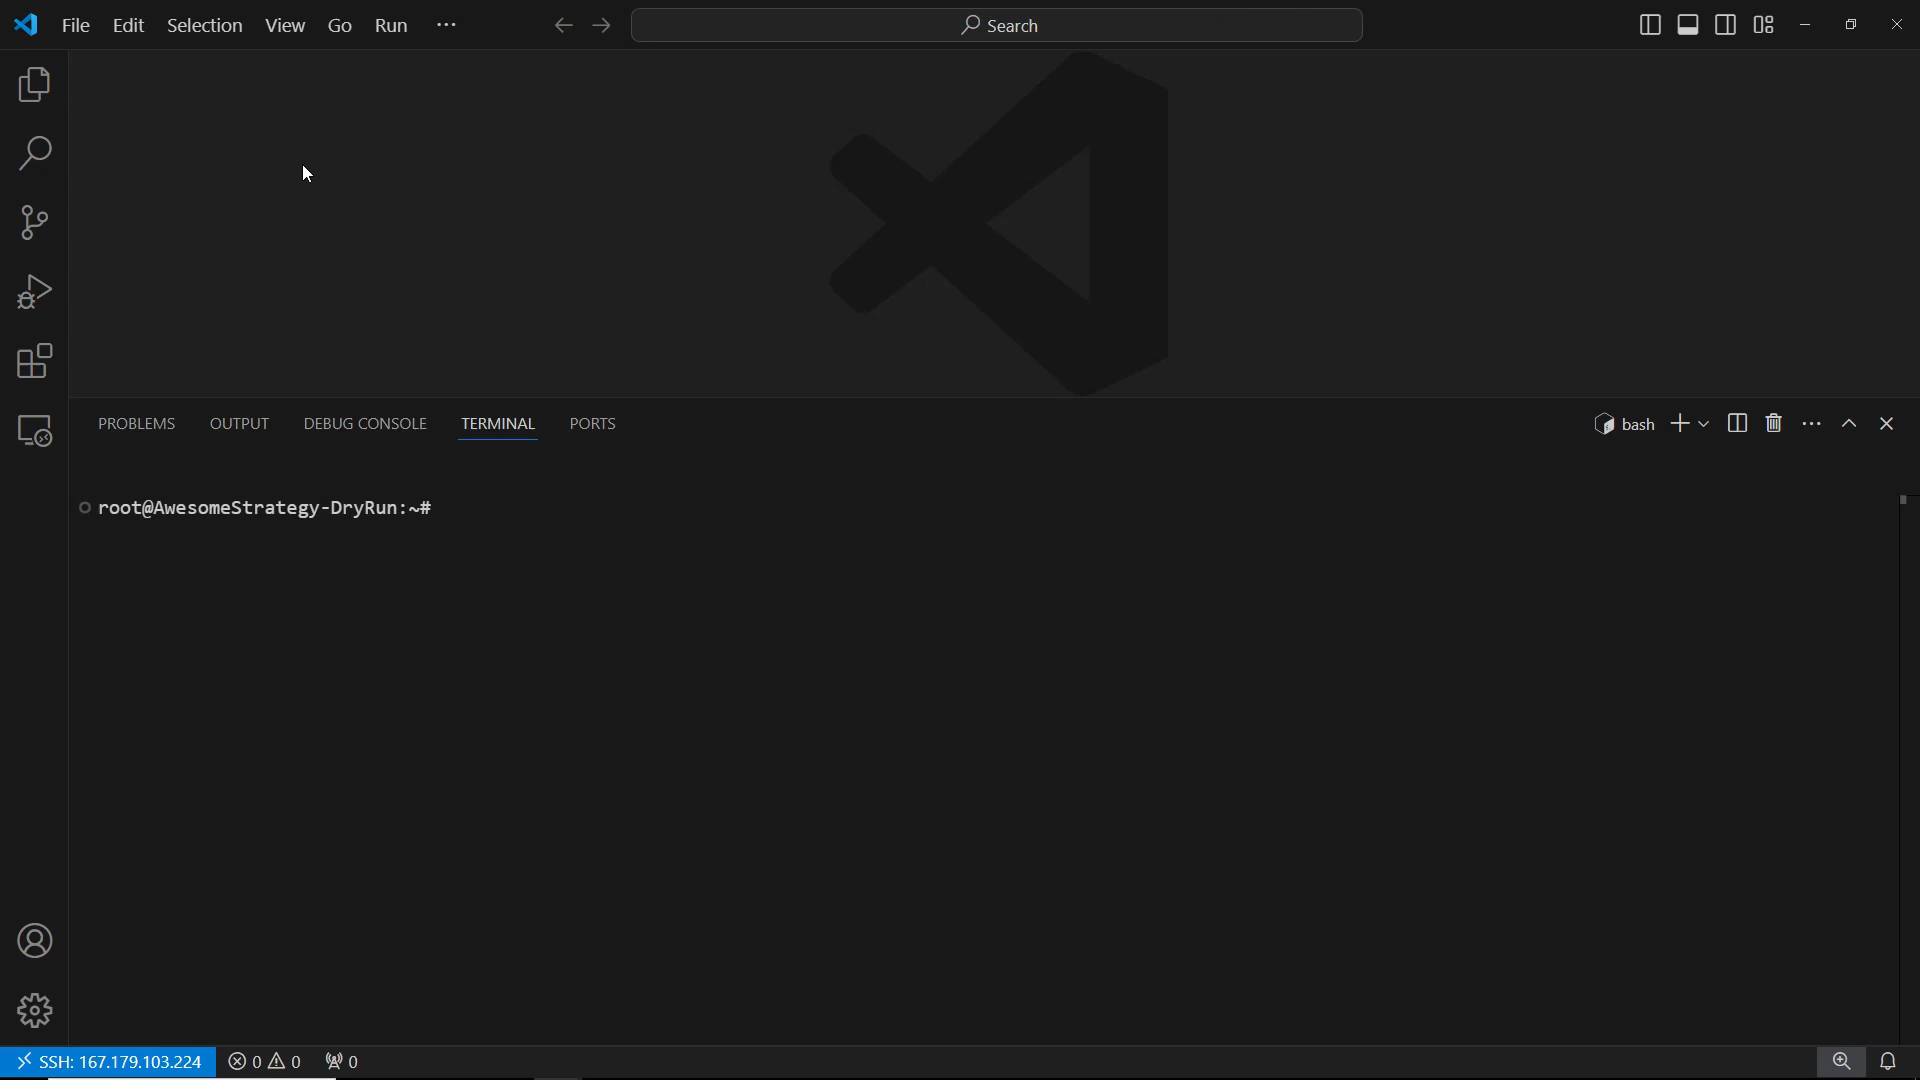 File Edit Selection View Go Run ··· Search
PROBLEMS OUTPUT DEBUG CONSOLE TERMINAL PORTS bash
root@AwesomeStrategy-DryRun:~#
SSH: 167.179.103.224 0 0 0